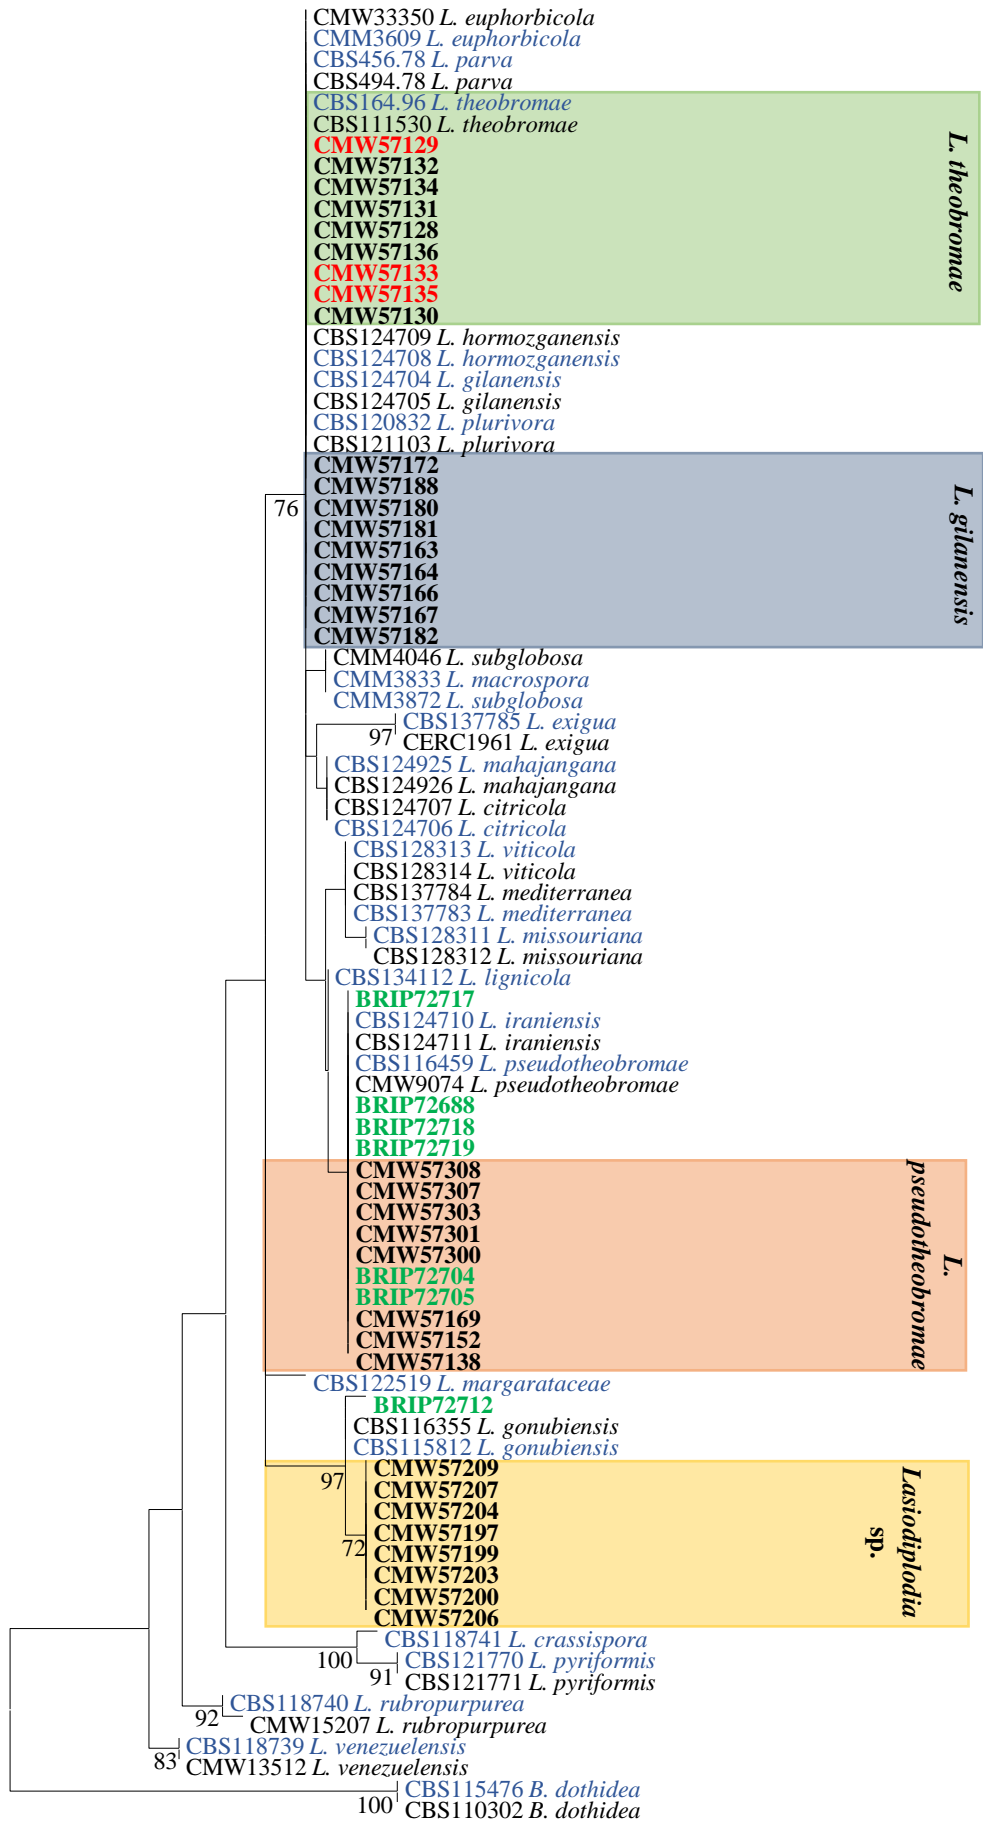 CMW33350 L. euphorbicola
CMM3609 L. euphorbicola
CBS456.78 L. parva
CBS494.78 L. parva
CBS164.96 L. theobromae
CBS111530 L. theobromae
CMW57129
CMW57132
CMW57134
CMW57131
CMW57128
CMW57136
CMW57133
CMW57135
CMW57130
L. theobromae
CBS124709 L. hormozganensis
CBS124708 L. hormozganensis
CBS124704 L. gilanensis
CBS124705 L. gilanensis
CBS120832 L. plurivora
CBS121103 L. plurivora
CMW57172
CMW57188
76
CMW57180
CMW57181
CMW57163
CMW57164
CMW57166
CMW57167
CMW57182
L. gilanensis
CMM4046 L. subglobosa
CMM3833 L. macrospora
CMM3872 L. subglobosa
CBS137785 L. exigua
97
CERC1961 L. exigua
CBS124925 L. mahajangana
CBS124926 L. mahajangana
CBS124707 L. citricola
CBS124706 L. citricola
CBS128313 L. viticola
CBS128314 L. viticola
CBS137784 L. mediterranea
CBS137783 L. mediterranea
CBS128311 L. missouriana
CBS128312 L. missouriana
CBS134112 L. lignicola
BRIP72717
CBS124710 L. iraniensis
CBS124711 L. iraniensis
CBS116459 L. pseudotheobromae
CMW9074 L. pseudotheobromae
BRIP72688
BRIP72718
BRIP72719
CMW57308
CMW57307
CMW57303
CMW57301
CMW57300
BRIP72704
BRIP72705
CMW57169
CMW57152
CMW57138
L.
pseudotheobromae
CBS122519 L. margarataceae
BRIP72712
CBS116355 L. gonubiensis
CBS115812 L. gonubiensis
CMW57209
97
CMW57207
CMW57204
CMW57197
72
CMW57199
CMW57203
CMW57200
CMW57206
Lasiodiplodia
sp.
CBS118741 L. crassispora
100
CBS121770 L. pyriformis
91
CBS121771 L. pyriformis
CBS118740 L. rubropurpurea
92
CMW15207 L. rubropurpurea
CBS118739 L. venezuelensis
83
CMW13512 L. venezuelensis
CBS115476 B. dothidea
100
CBS110302 B. dothidea